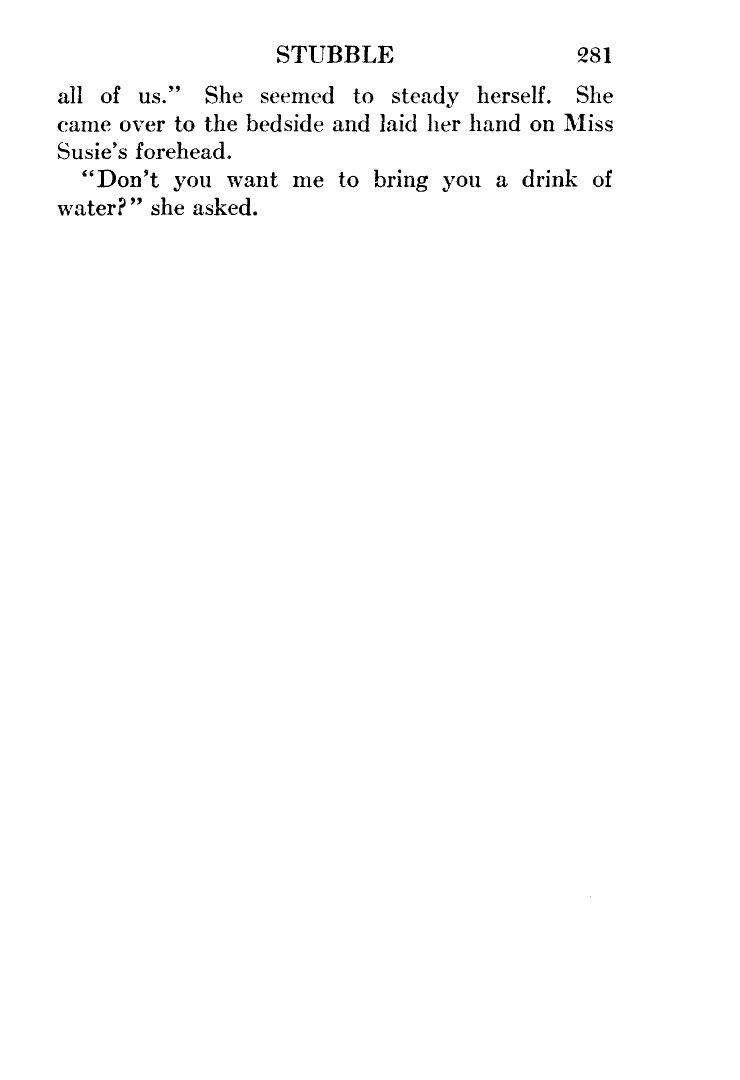 STUBBLE 281
all of us.” She seemed to steady herself. She
came over to the bedside and laid her hand on Miss
Susie's forehead.
“Don't you want me to bring you a drink of
water?” she asked.